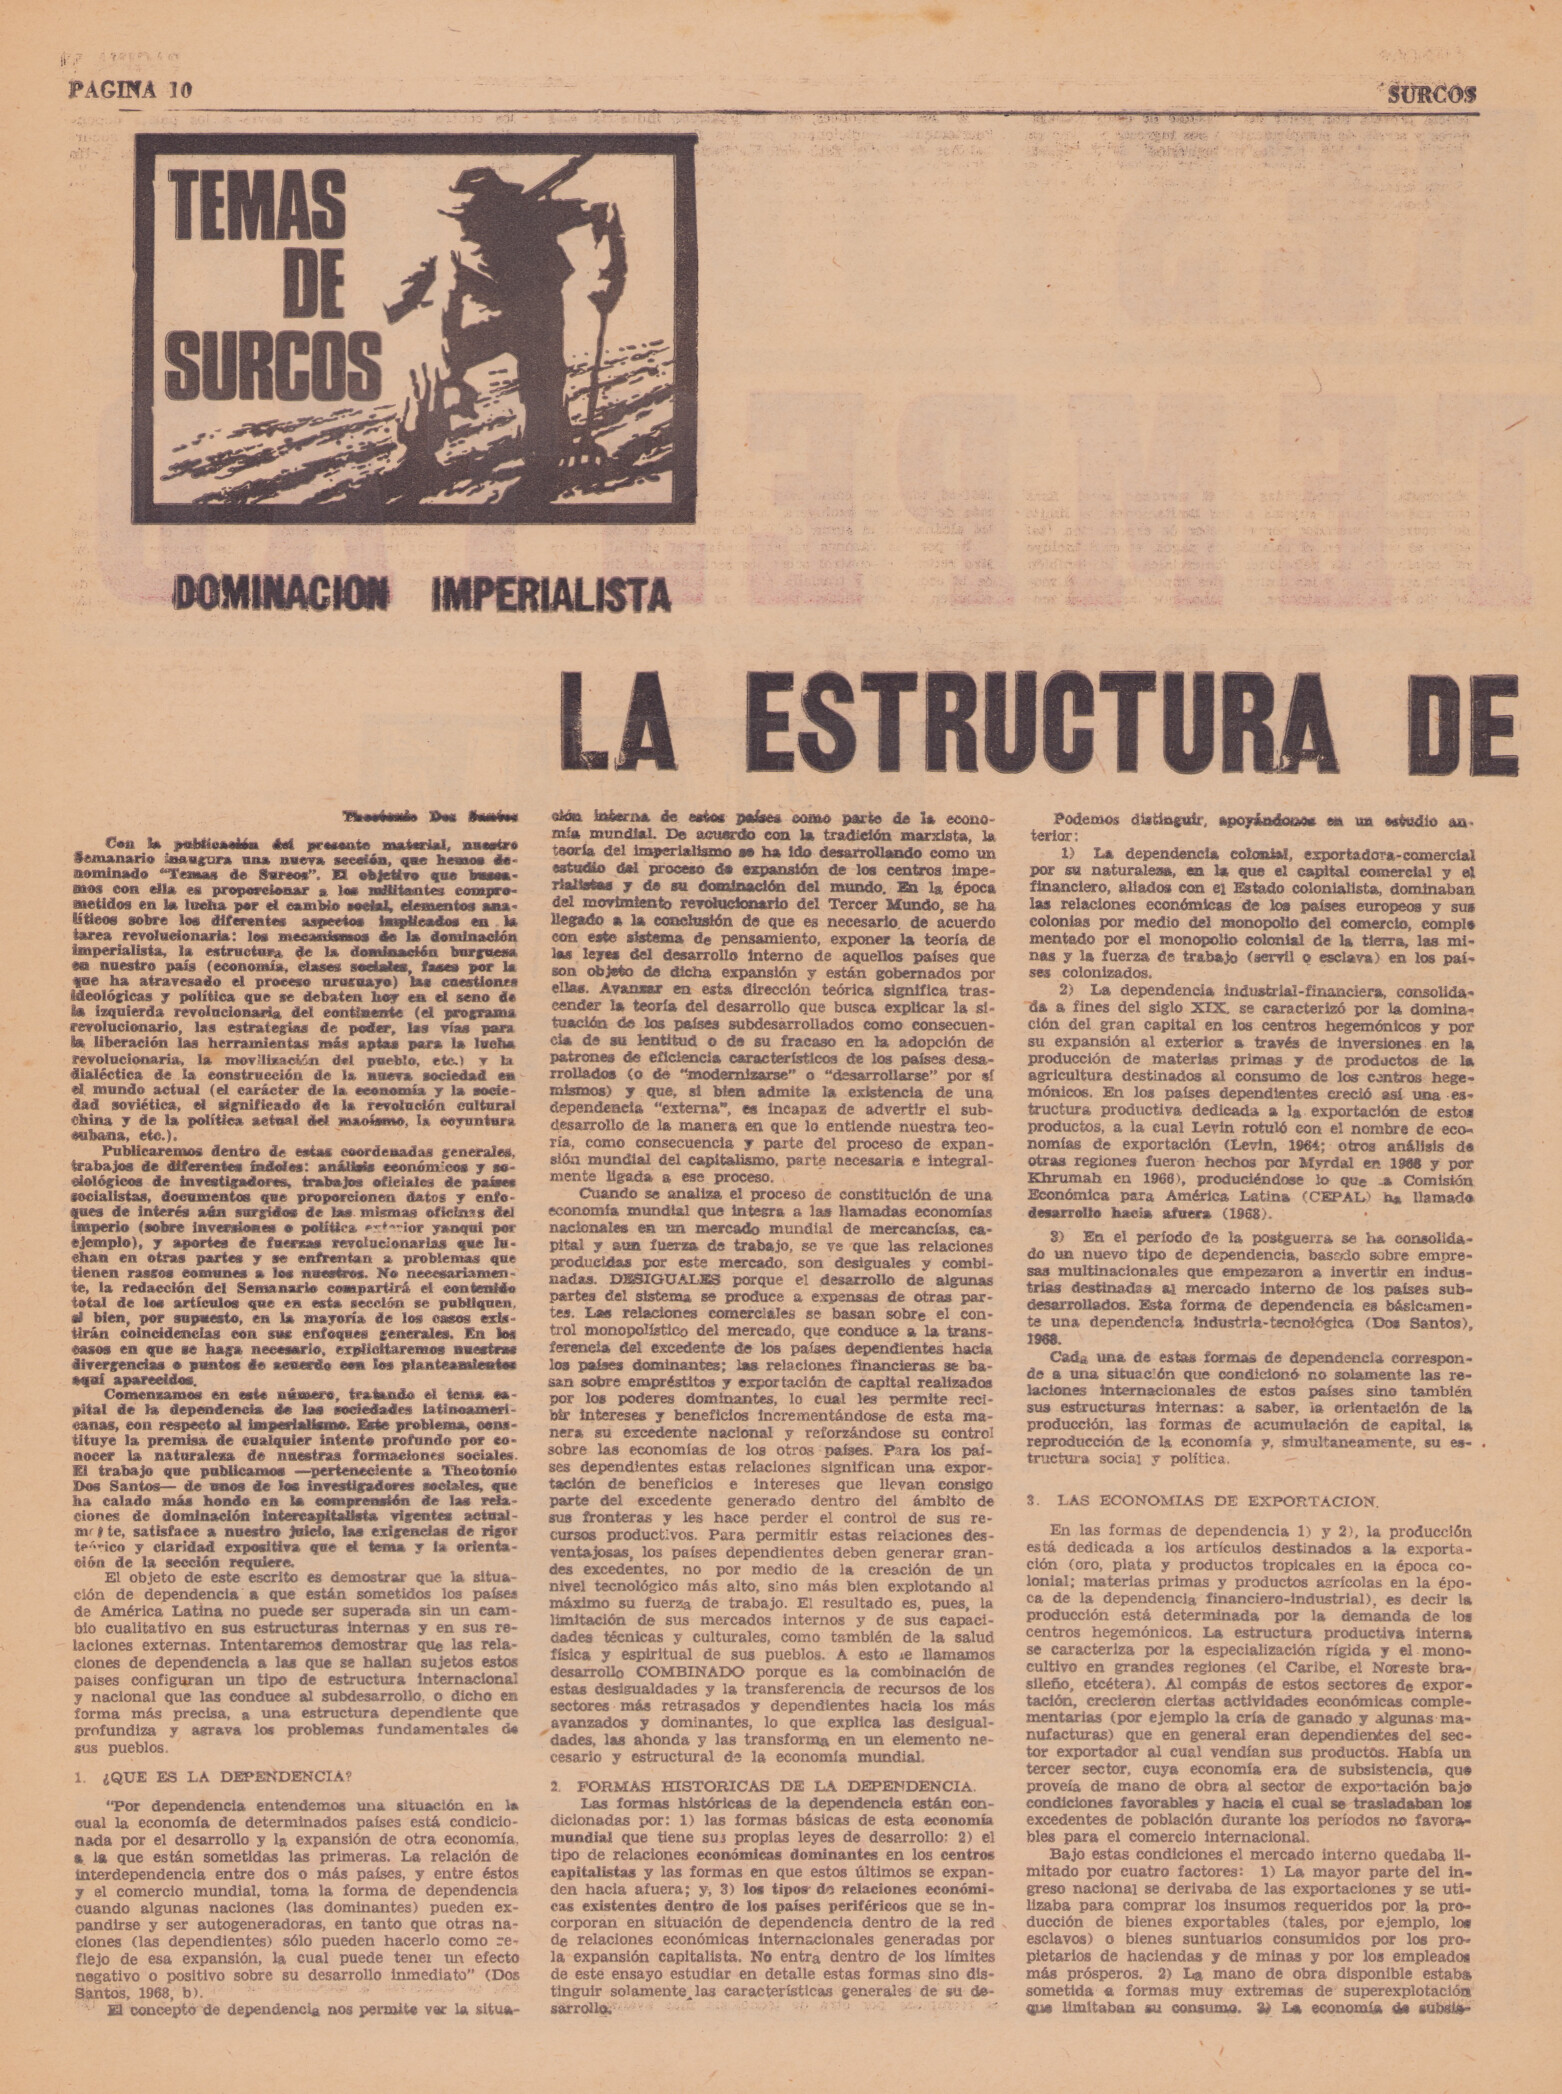 PAGINA 10
SURCOS
TEMAS
DE
SURCOS
DOMINACION IMPERIALISTA
LA ESTRUCTURA DE
Theotonio Dos Santos
Con la publicación del presente material, nuestro
Semanario inaugura una nueva sección, que hemos de-
nominado "Temas de Surcos". El objetivo que busca-
mos con ella es proporcionar a los militantes compro-
metidos en la lucha por el cambio social, elementos ana-
líticos sobre los diferentes aspectos implicados en la
tarea revolucionaria: los mecanismos de la dominación
imperialista, la estructura de la dominación burguesa
en nuestro país (economía, clases sociales, fases por la
que ha atravesado el proceso uruguayo) las cuestiones
ideológicas y política que se debaten hoy en el seno de
la izquierda revolucionaria del continente (el programa
revolucionario, las estrategias de poder, las vías para
la liberación las herramientas más aptas para la lucha
revolucionaria, la movilización del pueblo, etc.) y la
dialéctica de la construcción de la nueva sociedad en
el mundo actual (el carácter de la economía y la socie-
dad soviética, el significado de la revolución cultural
china y de la política actual del maoísmo, la coyuntura
cubana, etc.).
Publicaremos dentro de estas coordenadas generales,
trabajos de diferentes índoles: análisis económicos y so-
ciológicos de investigadores, trabajos oficiales de países
socialistas, documentos que proporcionen datos y enfo-
ques de interés aún surgidos de las mismas oficinas del
imperio (sobre inversiones o política exterior yanqui por
ejemplo), y aportes de fuerzas revolucionarias que lu-
chan en otras partes y se enfrentan a problemas que
tienen rasgos comunes a los nuestros. No necesariamen-
te, la redacción del Semanario compartirá el contenido
total de los artículos que en esta sección se publiquen,
si bien, por supuesto, en la mayoría de los casos exis-
tirán coincidencias con sus enfoques generales. En los
casos en que se haga necesario, explicitaremos nuestras
divergencias o puntos de acuerdo con los planteamientos
aquí aparecidos.
Comenzamos en este número, tratando el tema ca-
pital de la dependencia de las sociedades latinoameri-
canas, con respecto al imperialismo. Este problema, cons-
tituye la premisa de cualquier intento profundo por co-
nocer la naturaleza de nuestras formaciones sociales.
El trabajo que publicamos —perteneciente a Theotonio
Dos Santos— de unos de los investigadores sociales, que
ha calado más hondo en la comprensión de las rela-
ciones de dominación intercapitalista vigentes actual-
mente, satisface a nuestro juicio, las exigencias de rigor
teórico y claridad expositiva que el tema y la orienta-
ción de la sección requiere.
El objeto de este escrito es demostrar que la situa-
ción de dependencia a que están sometidos los países
de América Latina no puede ser superada sin un cam-
bio cualitativo en sus estructuras internas y en sus re-
laciones externas. Intentaremos demostrar que las rela-
ciones de dependencia a las que se hallan sujetos estos
países configuran un tipo de estructura internacional
y nacional que las conduce al subdesarrollo, o dicho en
forma más precisa, a una estructura dependiente que
profundiza y agrava los problemas fundamentales de
sus pueblos.
1. ¿QUE ES LA DEPENDENCIA?
"Por dependencia entendemos una situación en la
cual la economía de determinados países está condicio-
nada por el desarrollo y la expansión de otra economía,
a la que están sometidas las primeras. La relación de
interdependencia entre dos o más países, y entre éstos
y el comercio mundial, toma la forma de dependencia
cuando algunas naciones (las dominantes) pueden ex-
pandirse y ser autogeneradoras, en tanto que otras na-
ciones (las dependientes) sólo pueden hacerlo como re-
flejo de esa expansión, la cual puede tener un efecto
negativo o positivo sobre su desarrollo inmediato" (Dos
Santos, 1968, b).
El concepto de dependencia nos permite ver la situa-
ción interna de estos países como parte de la econo-
mía mundial. De acuerdo con la tradición marxista, la
teoría del imperialismo se ha ido desarrollando como un
estudio del proceso de expansión de los centros impe-
rialistas y de su dominación del mundo. En la época
del movimiento revolucionario del Tercer Mundo, se ha
llegado a la conclusión de que es necesario, de acuerdo
con este sistema de pensamiento, exponer la teoría de
las leyes del desarrollo interno de aquellos países que
son objeto de dicha expansión y están gobernados por
ellas. Avanzar en esta dirección teórica significa tras-
cender la teoría del desarrollo que busca explicar la si-
tuación de los países subdesarrollados como consecuen-
cia de su lentitud o de su fracaso en la adopción de
patrones de eficiencia característicos de los países desa-
rrollados (o de "modernizarse" o "desarrollarse" por sí
mismos) y que, si bien admite la existencia de una
dependencia "externa", es incapaz de advertir el sub-
desarrollo de la manera en que lo entiende nuestra teo-
ría, como consecuencia y parte del proceso de expan-
sión mundial del capitalismo, parte necesaria e integral-
mente ligada a ese proceso.
Cuando se analiza el proceso de constitución de una
economía mundial que integra a las llamadas economías
nacionales en un mercado mundial de mercancías, ca-
pital y aun fuerza de trabajo, se ve que las relaciones
producidas por este mercado, son desiguales y combi-
nadas. DESIGUALES porque el desarrollo de algunas
partes del sistema se produce a expensas de otras par-
tes. Las relaciones comerciales se basan sobre el con-
trol monopolístico del mercado, que conduce a la trans-
ferencia del excedente de los países dependientes hacia
los países dominantes; las relaciones financieras se ba-
san sobre empréstitos y exportación de capital realizados
por los poderes dominantes, lo cual les permite reci-
bir intereses y beneficios incrementándose de esta ma-
nera su excedente nacional y reforzándose su control
sobre las economías de los otros países. Para los paí-
ses dependientes estas relaciones significan una expor-
tación de beneficios e intereses que llevan consigo
parte del excedente generado dentro del ámbito de
sus fronteras y les hace perder el control de sus re-
cursos productivos. Para permitir estas relaciones des-
ventajosas, los países dependientes deben generar gran-
des excedentes, no por medio de la creación de un
nivel tecnológico más alto, sino más bien explotando al
máximo su fuerza de trabajo. El resultado es, pues, la
limitación de sus mercados internos y de sus capaci-
dades técnicas y culturales, como también de la salud
física y espiritual de sus pueblos. A esto le llamamos
desarrollo COMBINADO porque es la combinación de
estas desigualdades y la transferencia de recursos de los
sectores más retrasados y dependientes hacia los más
avanzados y dominantes, lo que explica las desigual-
dades, las ahonda y las transforma en un elemento ne-
cesario y estructural de la economía mundial.
2. FORMAS HISTORICAS DE LA DEPENDENCIA.
Las formas históricas de la dependencia están con-
dicionadas por: 1) las formas básicas de esta economía
mundial que tiene sus propias leyes de desarrollo: 2) el
tipo de relaciones económicas dominantes en los centros
capitalistas y las formas en que estos últimos se expan-
den hacia afuera; y, 3) los tipos de relaciones económi-
cas existentes dentro de los países periféricos que se in-
corporan en situación de dependencia dentro de la red
de relaciones económicas internacionales generadas por
la expansión capitalista. No entra dentro de los límites
de este ensayo estudiar en detalle estas formas sino dis-
tinguir solamente las características generales de su de-
sarrollo.
Podemos distinguir, apoyándonos en un estudio an-
terior:
1) La dependencia colonial, exportadora-comercial
por su naturaleza, en la que el capital comercial y el
financiero, aliados con el Estado colonialista, dominaban
las relaciones económicas de los países europeos y sus
colonias por medio del monopolio del comercio, comple
mentado por el monopolio colonial de la tierra, las mi-
nas y la fuerza de trabajo (servil o esclava) en los paí-
ses colonizados.
2) La dependencia industrial-financiera, consolida-
da a fines del siglo XIX, se caracterizó por la domina-
ción del gran capital en los centros hegemónicos y por
su expansión al exterior a través de inversiones en la
producción de materias primas y de productos de la
agricultura destinados al consumo de los centros hege-
mónicos. En los países dependientes creció así una es-
tructura productiva dedicada a la exportación de estos
productos, a la cual Levin rotuló con el nombre de eco-
nomías de exportación (Levin, 1964; otros análisis de
otras regiones fueron hechos por Myrdal en 1968 y por
Khrumah en 1966), produciéndose lo que la Comisión
Económica para América Latina (CEPAL) ha llamado
desarrollo hacia afuera (1968).
3) En el período de la postguerra se ha consolida-
do un nuevo tipo de dependencia, basado sobre empre-
sas multinacionales que empezaron a invertir en indus-
trias destinadas al mercado interno de los países sub-
desarrollados. Esta forma de dependencia es básicamen-
te una dependencia industria-tecnológica (Dos Santos),
1968.
Cada una de estas formas de dependencia correspon-
de a una situación que condicionó no solamente las re-
laciones internacionales de estos países sino también
sus estructuras internas: a saber, la orientación de la
producción, las formas de acumulación de capital, la
reproducción de la economía y, simultáneamente, su es-
tructura social y política.
3. LAS ECONOMIAS DE EXPORTACION.
En las formas de dependencia 1) y 2), la producción
está dedicada a los artículos destinados a la exporta-
ción (oro, plata y productos tropicales en la época co-
lonial; materias primas y productos agrícolas en la épo-
ca de la dependencia financiero-industrial), es decir la
producción está determinada por la demanda de los
centros hegemónicos. La estructura productiva interna
se caracteriza por la especialización rígida y el mono-
cultivo en grandes regiones (el Caribe, el Noreste bra-
sileño, etcétera). Al compás de estos sectores de expor-
tación, crecieron ciertas actividades económicas comple-
mentarias (por ejemplo la cría de ganado y algunas ma-
nufacturas) que en general eran dependientes del sec-
tor exportador al cual vendían sus productos. Había un
tercer sector, cuya economía era de subsistencia, que
proveía de mano de obra al sector de exportación bajo
condiciones favorables y hacia el cual se trasladaban los
excedentes de población durante los períodos no favora-
bles para el comercio internacional.
Bajo estas condiciones el mercado interno quedaba li-
mitado por cuatro factores: 1) La mayor parte del in-
greso nacional se derivaba de las exportaciones y se uti-
lizaba para comprar los insumos requeridos por la pro-
ducción de bienes exportables (tales, por ejemplo, los
esclavos) o bienes suntuarios consumidos por los pro-
pietarios de haciendas y de minas y por los empleados
más prósperos. 2) La mano de obra disponible estaba
sometida a formas muy extremas de superexplotación
que limitaban su consumo. 3) La economía de subsis-